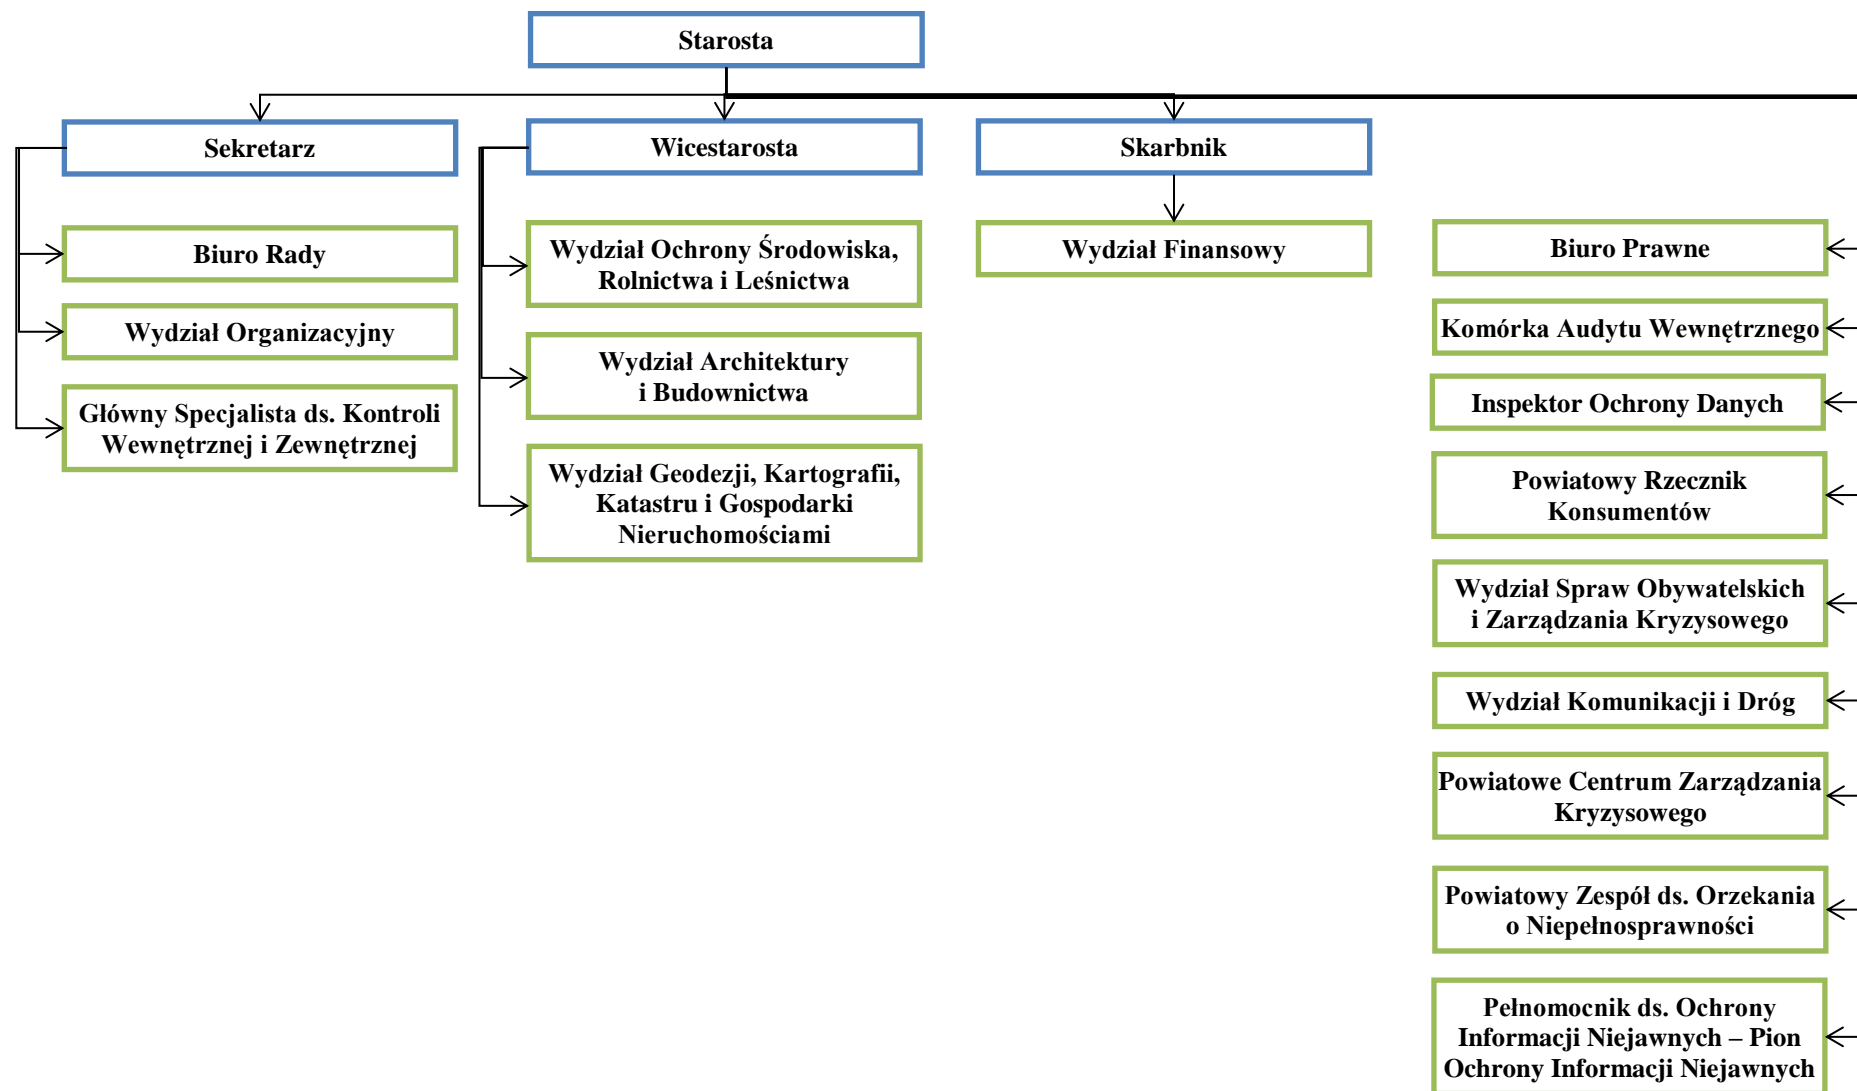 Starosta
Sekretarz
Wicestarosta
Skarbnik
Biuro Rady
Wydział Organizacyjny
Główny Specjalista ds. Kontroli
Wewnętrznej i Zewnętrznej
Wydział Ochrony Środowiska,
Rolnictwa i Leśnictwa
Wydział Architektury
i Budownictwa
Wydział Geodezji, Kartografii,
Katastru i Gospodarki
Nieruchomościami
Wydział Finansowy
Biuro Prawne
Komórka Audytu Wewnętrznego
Inspektor Ochrony Danych
Powiatowy Rzecznik
Konsumentów
Wydział Spraw Obywatelskich
i Zarządzania Kryzysowego
Wydział Komunikacji i Dróg
Powiatowe Centrum Zarządzania
Kryzysowego
Powiatowy Zespół ds. Orzekania
o Niepełnosprawności
Pełnomocnik ds. Ochrony
Informacji Niejawnych – Pion
Ochrony Informacji Niejawnych